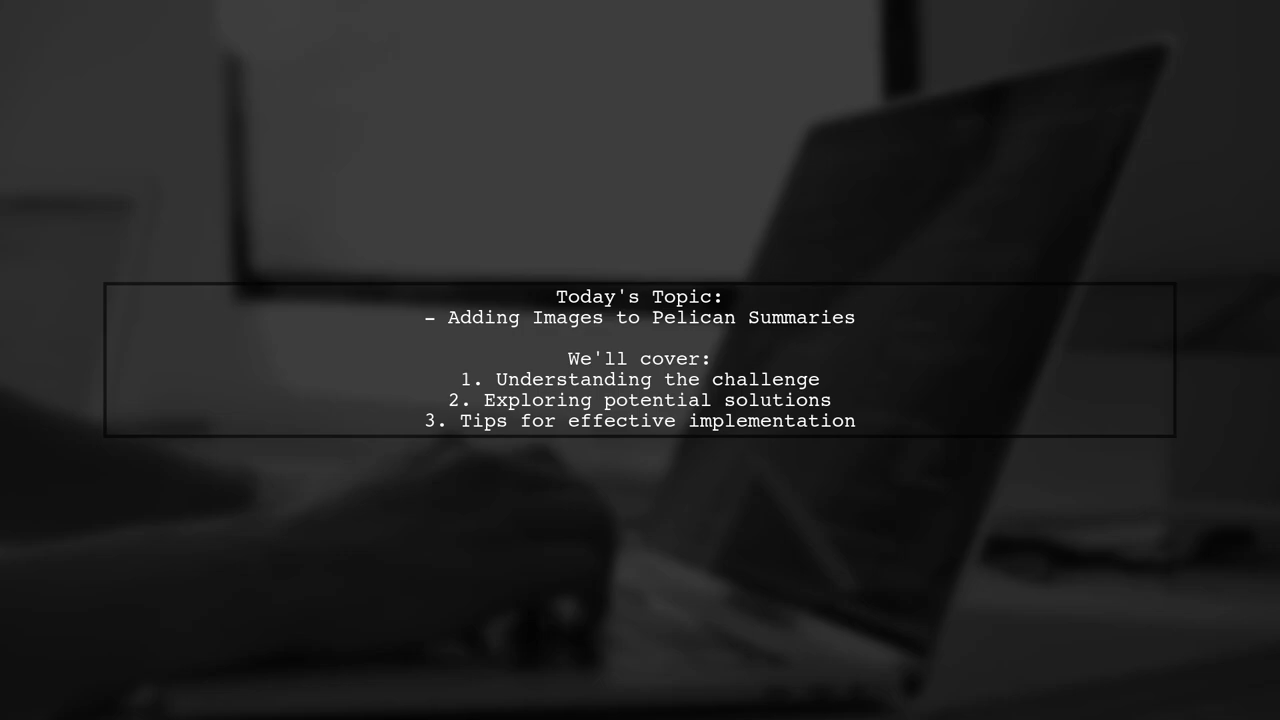 Today's Topic:
– Adding Images to Pelican Summaries
We'll cover:
1. Understanding the challenge
2. Exploring potential solutions
3. Tips for effective implementation